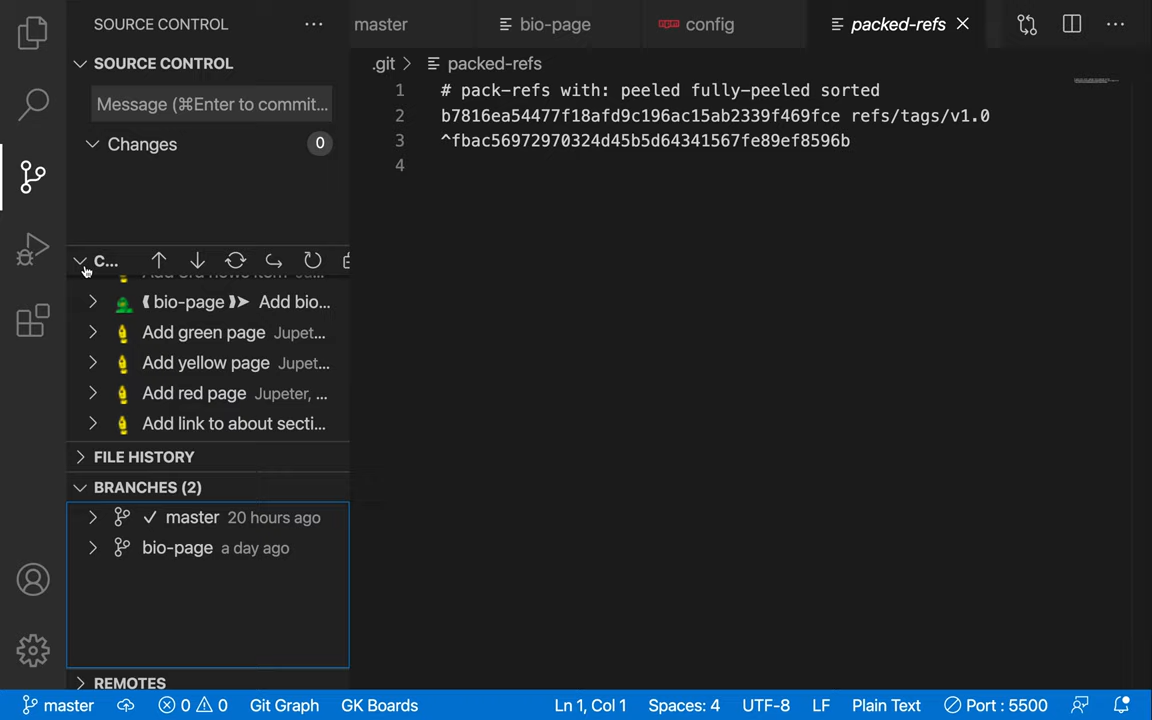 SOURCE CONTROL
master
bio-page
config
packed-refs
SOURCE CONTROL
.git > packed-refs
Message (⌘Enter to commit...
Changes 0
1 # pack-refs with: peeled fully-peeled sorted
2 b7816ea54477f18afd9c196ac15ab2339f469fce refs/tags/v1.0
3 ^fbac56972970324d45b5d64341567fe89ef8596b
4
C...
Add 3rd news item
⟪ bio-page ⟫➤ Add bio...
Add green page Jupet...
Add yellow page Jupet...
Add red page Jupeter, ...
Add link to about secti...
FILE HISTORY
BRANCHES (2)
✓ master 20 hours ago
bio-page a day ago
REMOTES
master 0 0 Git Graph GK Boards Ln 1, Col 1 Spaces: 4 UTF-8 LF Plain Text Port : 5500